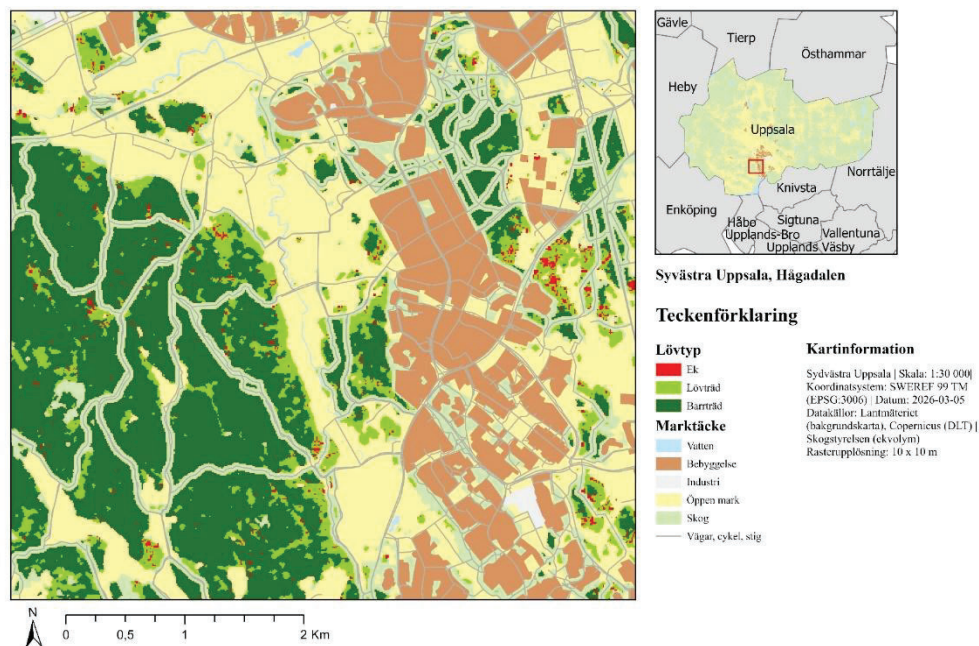 Gävle
Tierp
Östhammar
Heby
Uppsala
Norrtälje
Knivsta
Enköping
Håbo
Sigtuna
Upplands-Bro
Vallentuna
Upplands Väsby
Syvästra Uppsala, Hågadalen
Teckenförklaring
Lövtyp
Ek
Lövträd
Barrträd
Marktäcke
Vatten
Bebyggelse
Industri
Öppen mark
Skog
Vägar, cykel, stig
Kartinformation
Sydvästra Uppsala | Skala: 1:30 000|
Koordinatsystem: SWEREF 99 TM
(EPSG:3006) | Datum: 2026-03-05
Datakällor: Lantmäteriet
(bakgrundskarta), Copernicus (DLT) |
Skogstyrelsen (ekvolym)
Rasterupplösning: 10 x 10 m
N
0 0,5 1 2 Km